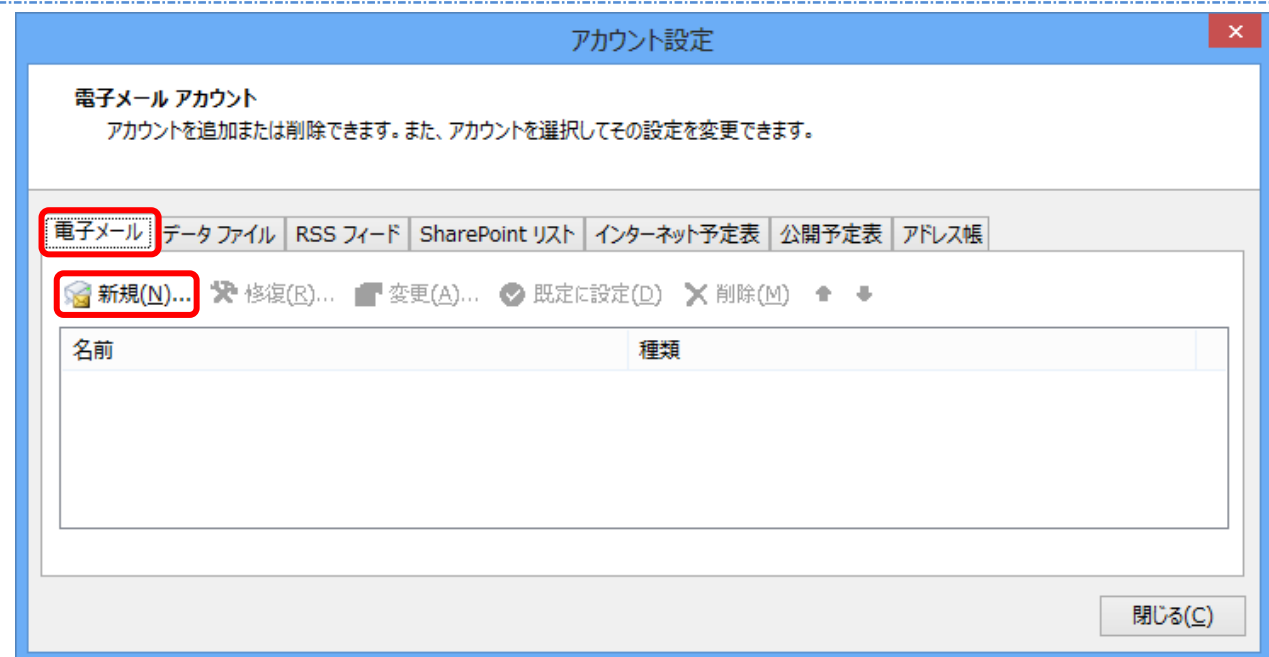 アカウント設定
電子メール アカウント
アカウントを追加または削除できます。また、アカウントを選択してその設定を変更できます。
電子メール データ ファイル RSS フィード SharePoint リスト インターネット予定表 公開予定表 アドレス帳
新規(N)... 修復(R)... 変更(A)... 既定に設定(D) 削除(M)
名前 種類
閉じる(C)